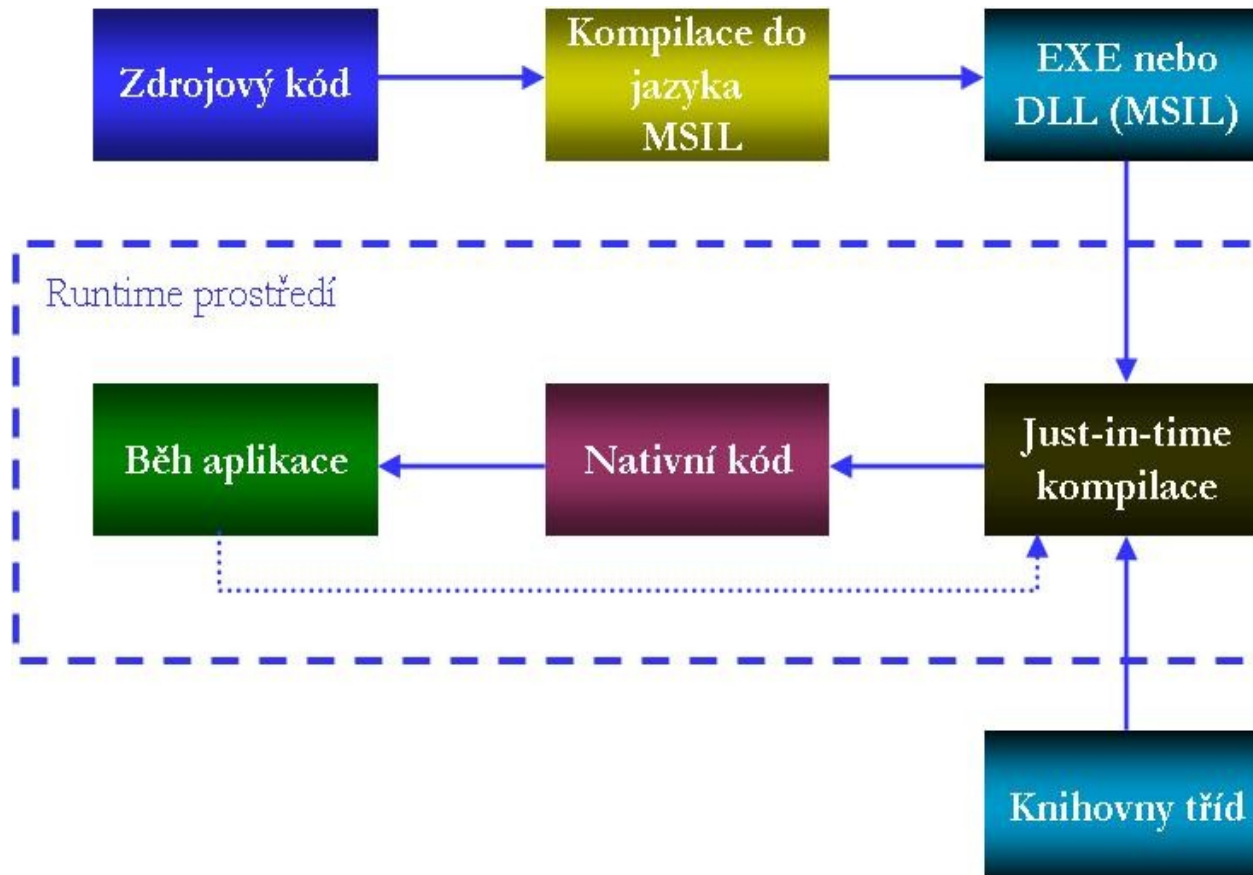 Zdrojový kód
Kompilace do
jazyka
MSIL
EXE nebo
DLL (MSIL)
Runtime prostředí
Běh aplikace
Nativní kód
Just-in-time
kompilace
Knihovny tříd